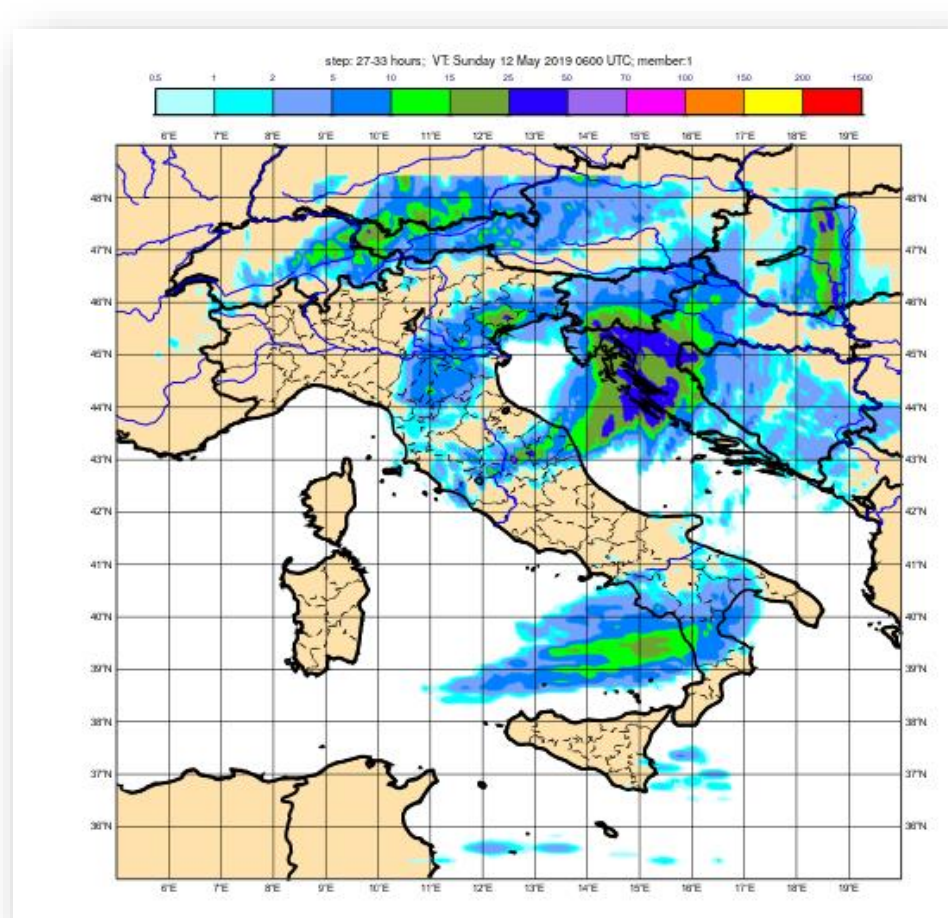 step: 27-33 hours; VT: Sunday 12 May 2019 0600 UTC; member:1
0.5 1 2 5 10 15 25 50 70 100 150 200 1500
6°E 7°E 8°E 9°E 10°E 11°E 12°E 13°E 14°E 15°E 16°E 17°E 18°E 19°E
48°N 48°N
47°N 47°N
46°N 46°N
45°N 45°N
44°N 44°N
43°N 43°N
42°N 42°N
41°N 41°N
40°N 40°N
39°N 39°N
38°N 38°N
37°N 37°N
36°N 36°N
6°E 7°E 8°E 9°E 10°E 11°E 12°E 13°E 14°E 15°E 16°E 17°E 18°E 19°E